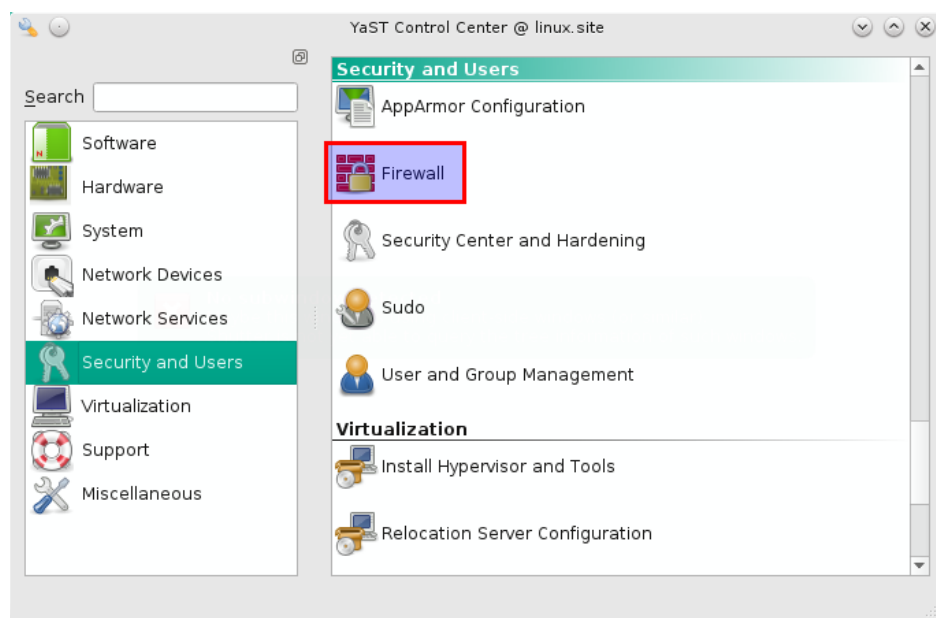 YaST Control Center @ linux.site
Search
Software
Hardware
System
Network Devices
Network Services
Security and Users
Virtualization
Support
Miscellaneous
Security and Users
AppArmor Configuration
Firewall
Security Center and Hardening
Sudo
User and Group Management
Virtualization
Install Hypervisor and Tools
Relocation Server Configuration